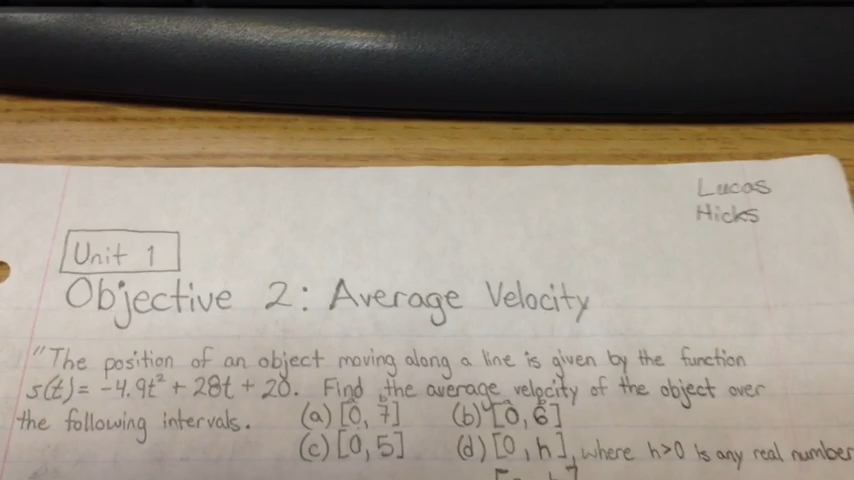 Lucas
Hicks
Unit 1
Objective 2: Average Velocity
"The position of an object moving along a line is given by the function
s(t) = -4.9t² + 28t + 20. Find the average velocity of the object over
the following intervals. (a) [0, 7] (b) [0, 6]
(c) [0, 5] (d) [0, h], where h>0 is any real number